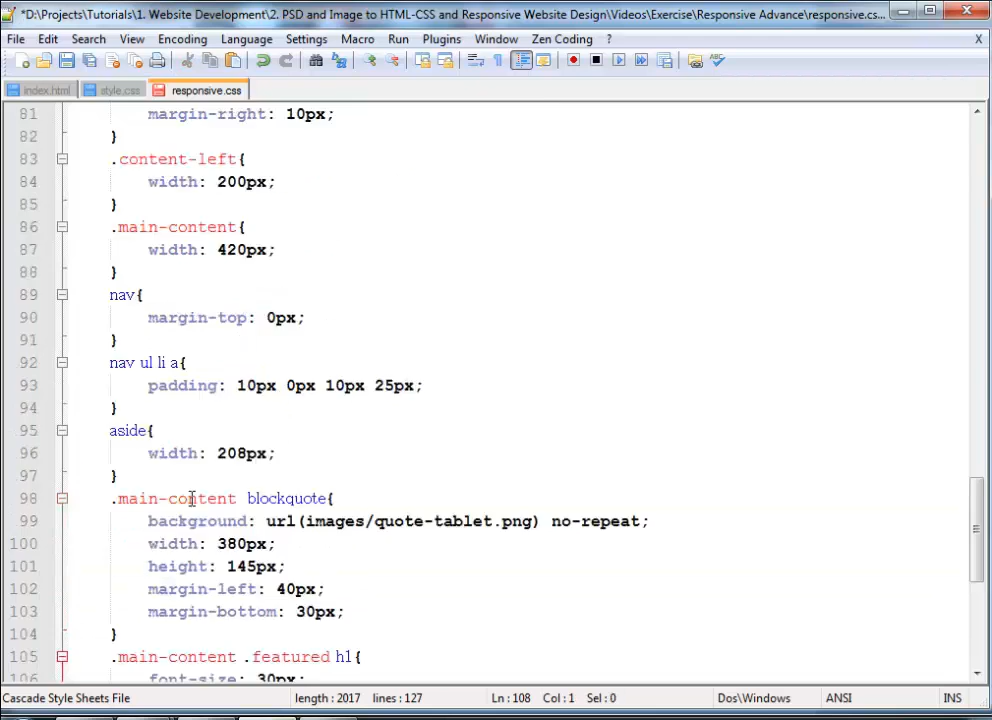 *D:\Projects\Tutorials\1. Website Development\2. PSD and Image to HTML-CSS and Responsive Website Design\Videos\Exercise\Responsive Advance\responsive.cs...
File Edit Search View Encoding Language Settings Macro Run Plugins Window Zen Coding ? X
index.html style.css responsive.css
81 margin-right: 10px;
82 }
83 .content-left{
84 width: 200px;
85 }
86 .main-content{
87 width: 420px;
88 }
89 nav{
90 margin-top: 0px;
91 }
92 nav ul li a{
93 padding: 10px 0px 10px 25px;
94 }
95 aside{
96 width: 208px;
97 }
98 .main-content blockquote{
99 background: url(images/quote-tablet.png) no-repeat;
100 width: 380px;
101 height: 145px;
102 margin-left: 40px;
103 margin-bottom: 30px;
104 }
105 .main-content .featured h1{
106 font-size: 30px;
Cascade Style Sheets File length : 2017 lines : 127 Ln : 108 Col : 1 Sel : 0 Dos\Windows ANSI INS